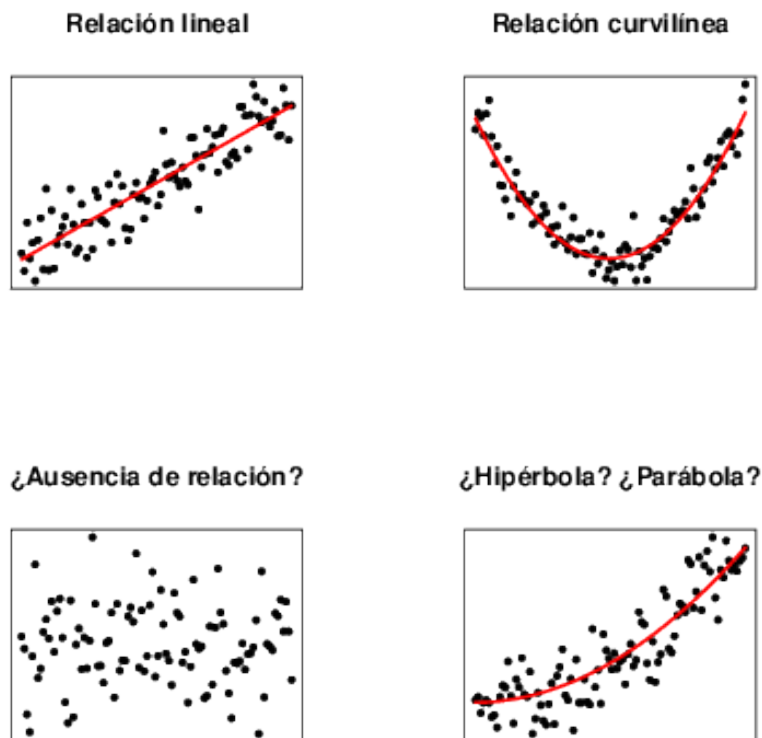 Relación lineal
Relación curvilínea
¿Ausencia de relación?
¿Hipérbola? ¿Parábola?